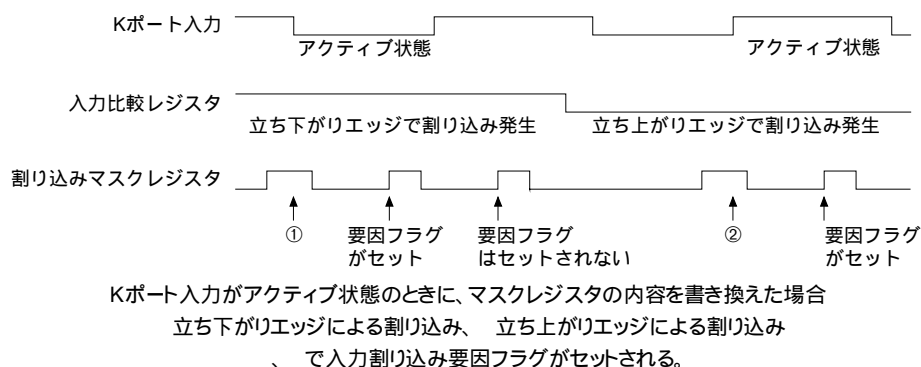 Kポート入力
アクティブ状態
アクティブ状態
入力比較レジスタ
立ち下がりエッジで割り込み発生
立ち上がりエッジで割り込み発生
割り込みマスクレジスタ
①
要因フラグ
がセット
要因フラグ
はセットされない
②
要因フラグ
がセット
Kポート入力がアクティブ状態のときに、マスクレジスタの内容を書き換えた場合
立ち下がりエッジによる割り込み、 立ち上がりエッジによる割り込み
、 で入力割り込み要因フラグがセットされる。